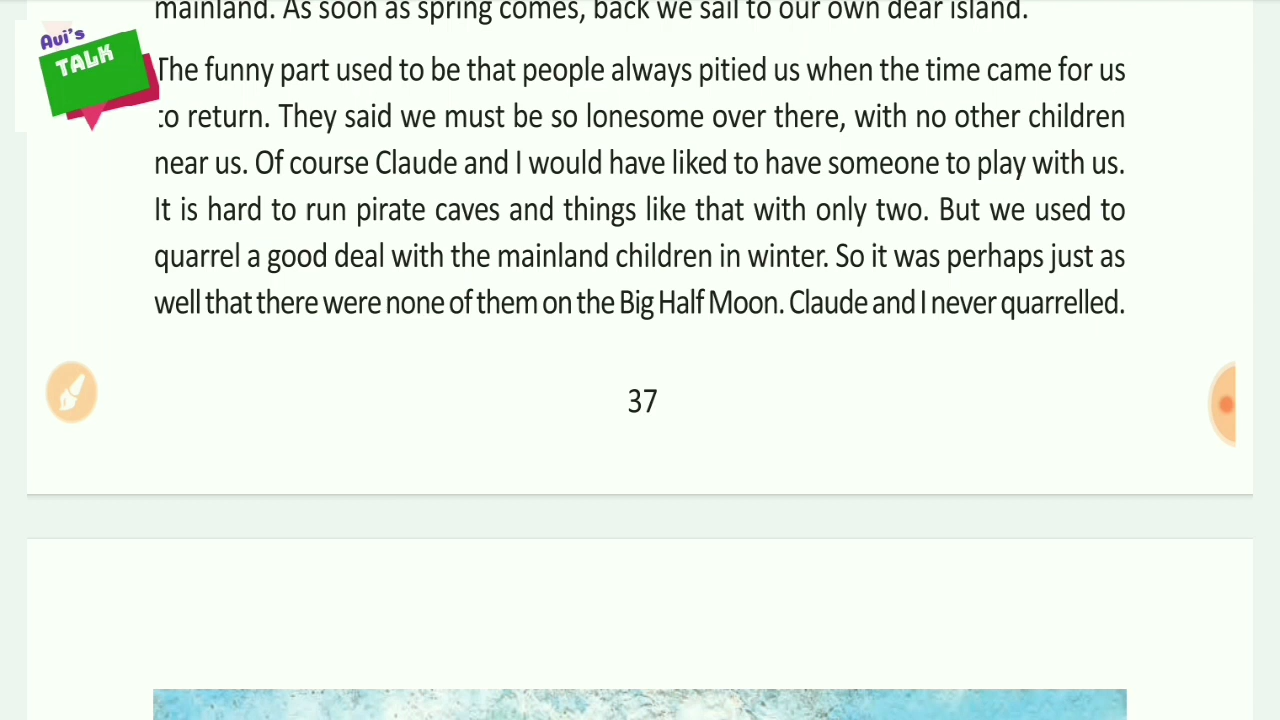 mainland. As soon as spring comes, back we sail to our own dear island.
Avi's
TALK
The funny part used to be that people always pitied us when the time came for us
to return. They said we must be so lonesome over there, with no other children
near us. Of course Claude and I would have liked to have someone to play with us.
It is hard to run pirate caves and things like that with only two. But we used to
quarrel a good deal with the mainland children in winter. So it was perhaps just as
well that there were none of them on the Big Half Moon. Claude and I never quarrelled.
37